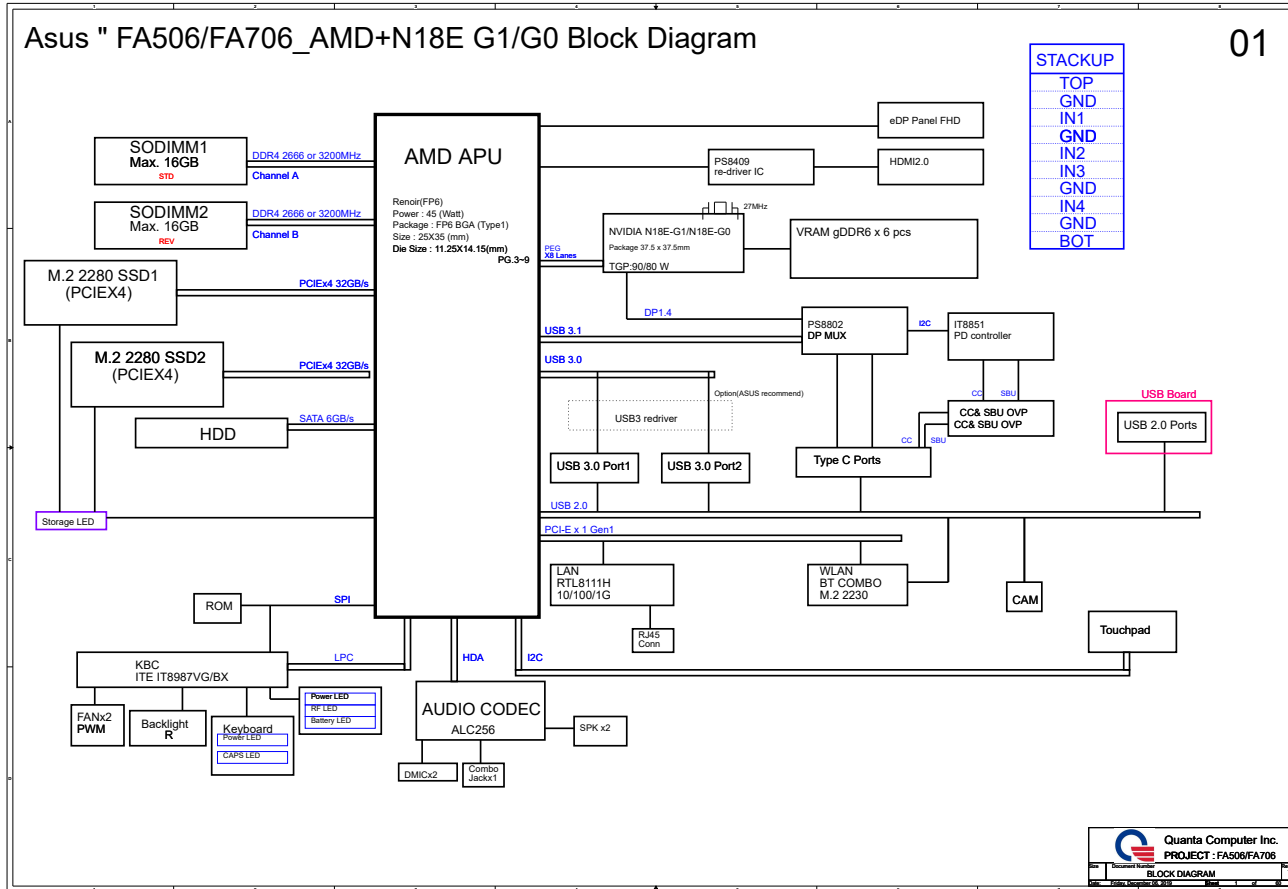 Asus " FA506/FA706_AMD+N18E G1/G0 Block Diagram
01
STACKUP
TOP
GND
IN1
GND
IN2
IN3
GND
IN4
GND
BOT
SODIMM1
Max. 16GB
STD
DDR4 2666 or 3200MHz
Channel A
SODIMM2
Max. 16GB
REV
DDR4 2666 or 3200MHz
Channel B
M.2 2280 SSD1
(PCIEX4)
PCIEx4 32GB/s
M.2 2280 SSD2
(PCIEX4)
PCIEx4 32GB/s
HDD
SATA 6GB/s
Storage LED
AMD APU
Renoir(FP6)
Power : 45 (Watt)
Package : FP6 BGA (Type1)
Size : 25X35 (mm)
Die Size : 11.25X14.15(mm)
PG.3~9
eDP Panel FHD
PS8409
re-driver IC
HDMI2.0
27MHz
NVIDIA N18E-G1/N18E-G0
Package 37.5 x 37.5mm
TGP:90/80 W
PEG
X8 Lanes
VRAM gDDR6 x 6 pcs
DP1.4
USB 3.1
PS8802
DP MUX
I2C
IT8851
PD controller
USB 3.0
Option(ASUS recommend)
USB3 redriver
CC
SBU
CC& SBU OVP
CC& SBU OVP
CC
SBU
USB Board
USB 2.0 Ports
USB 3.0 Port1
USB 3.0 Port2
Type C Ports
USB 2.0
PCI-E x 1 Gen1
LAN
RTL8111H
10/100/1G
RJ45
Conn
WLAN
BT COMBO
M.2 2230
CAM
Touchpad
ROM
SPI
LPC
HDA
I2C
KBC
ITE IT8987VG/BX
FANx2
PWM
Backlight
R
Keyboard
Power LED
CAPS LED
Power LED
RF LED
Battery LED
AUDIO CODEC
ALC256
SPK x2
DMICx2
Combo
Jackx1
Quanta Computer Inc.
PROJECT : FA506/FA706
Size
Document Number
BLOCK DIAGRAM
Date: Friday, December 06, 2019
Sheet 1 of